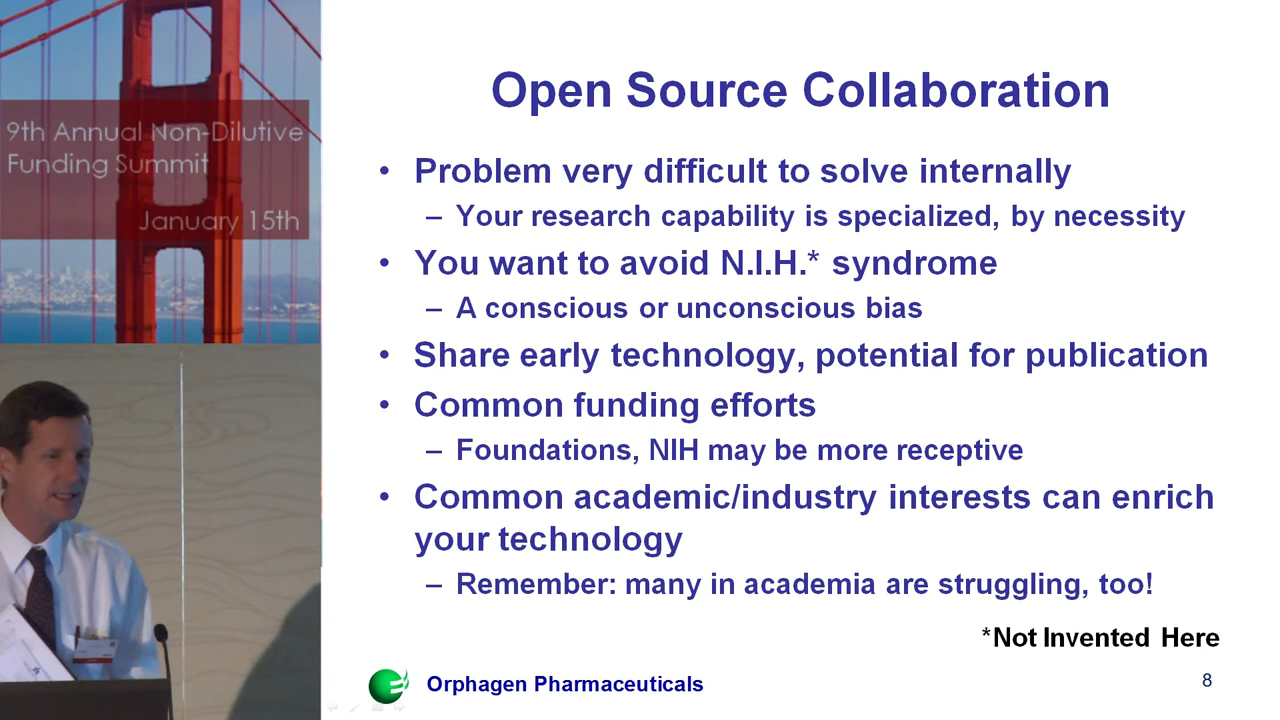 9th Annual Non-Dilutive
Funding Summit
January 15th
Open Source Collaboration
• Problem very difficult to solve internally
– Your research capability is specialized, by necessity
• You want to avoid N.I.H.* syndrome
– A conscious or unconscious bias
• Share early technology, potential for publication
• Common funding efforts
– Foundations, NIH may be more receptive
• Common academic/industry interests can enrich
your technology
– Remember: many in academia are struggling, too!
*Not Invented Here
Orphagen Pharmaceuticals
8